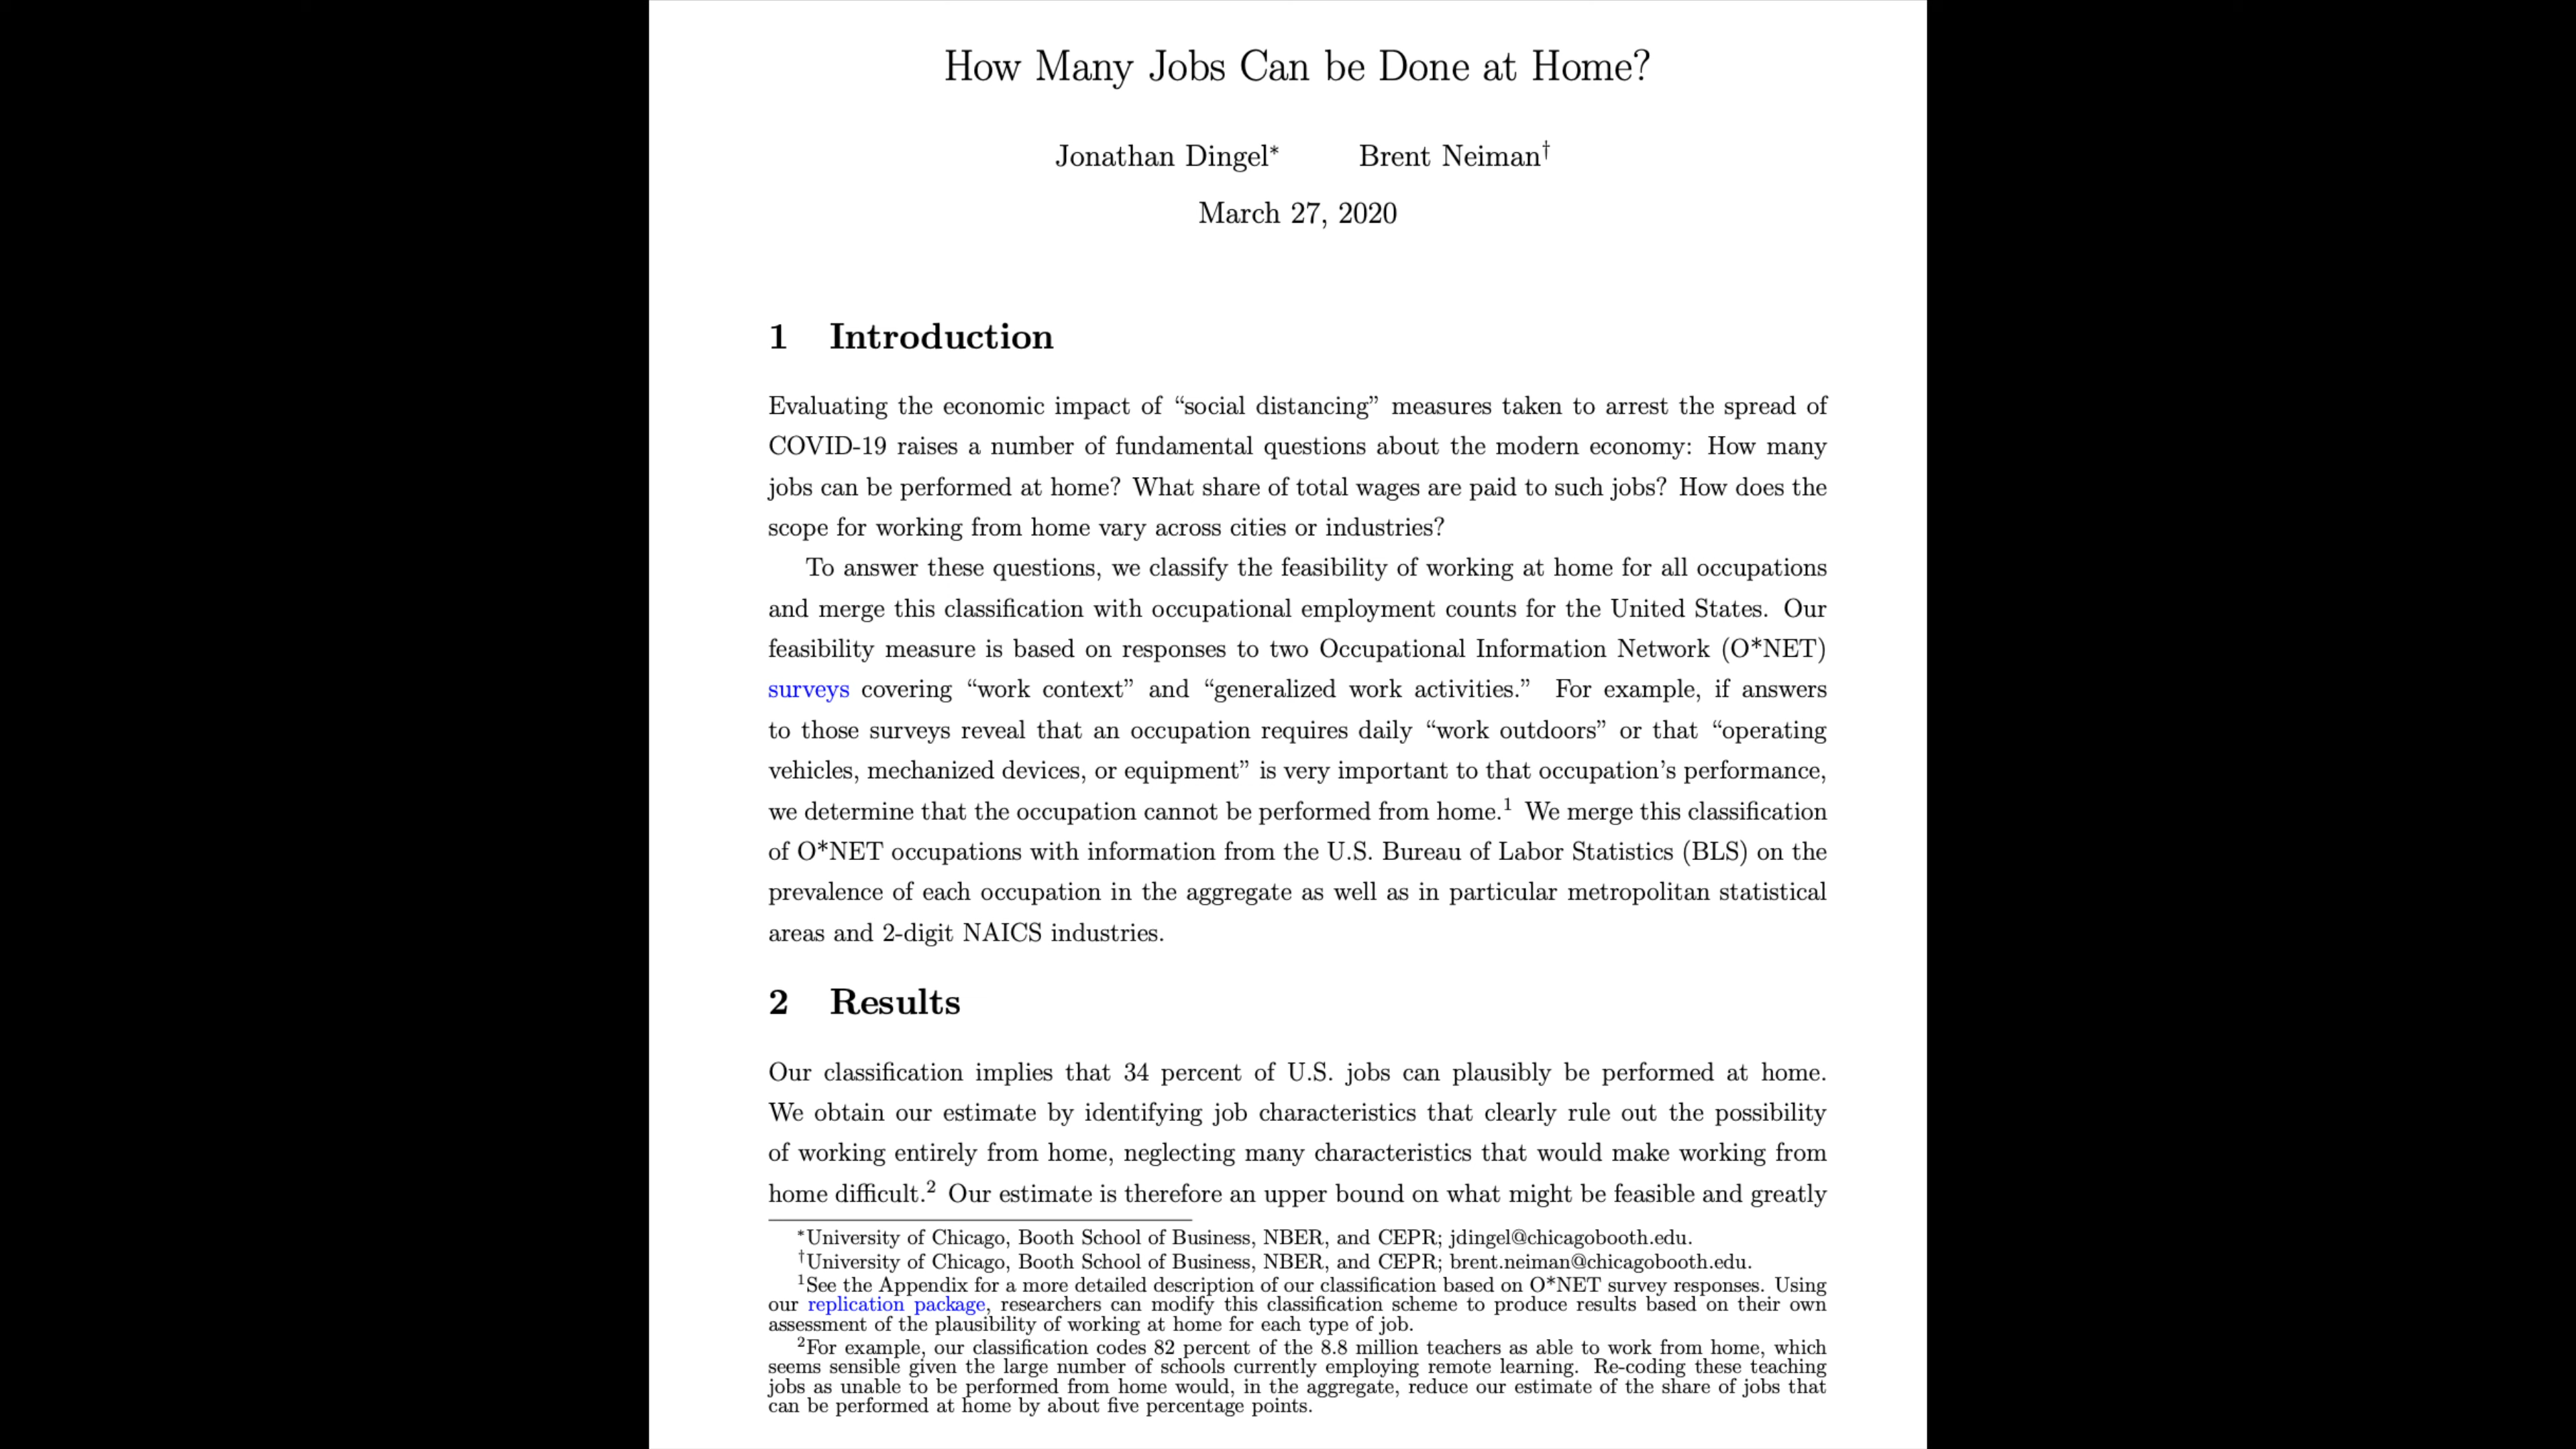 How Many Jobs Can be Done at Home?
Jonathan Dingel* Brent Neiman†
March 27, 2020
1 Introduction
Evaluating the economic impact of “social distancing” measures taken to arrest the spread of
COVID-19 raises a number of fundamental questions about the modern economy: How many
jobs can be performed at home? What share of total wages are paid to such jobs? How does the
scope for working from home vary across cities or industries?
To answer these questions, we classify the feasibility of working at home for all occupations
and merge this classification with occupational employment counts for the United States. Our
feasibility measure is based on responses to two Occupational Information Network (O*NET)
surveys covering “work context” and “generalized work activities.” For example, if answers
to those surveys reveal that an occupation requires daily “work outdoors” or that “operating
vehicles, mechanized devices, or equipment” is very important to that occupation’s performance,
we determine that the occupation cannot be performed from home.¹ We merge this classification
of O*NET occupations with information from the U.S. Bureau of Labor Statistics (BLS) on the
prevalence of each occupation in the aggregate as well as in particular metropolitan statistical
areas and 2-digit NAICS industries.
2 Results
Our classification implies that 34 percent of U.S. jobs can plausibly be performed at home.
We obtain our estimate by identifying job characteristics that clearly rule out the possibility
of working entirely from home, neglecting many characteristics that would make working from
home difficult.² Our estimate is therefore an upper bound on what might be feasible and greatly
*University of Chicago, Booth School of Business, NBER, and CEPR; jdingel@chicagobooth.edu.
†University of Chicago, Booth School of Business, NBER, and CEPR; brent.neiman@chicagobooth.edu.
¹See the Appendix for a more detailed description of our classification based on O*NET survey responses. Using
our replication package, researchers can modify this classification scheme to produce results based on their own
assessment of the plausibility of working at home for each type of job.
²For example, our classification codes 82 percent of the 8.8 million teachers as able to work from home, which
seems sensible given the large number of schools currently employing remote learning. Re-coding these teaching
jobs as unable to be performed from home would, in the aggregate, reduce our estimate of the share of jobs that
can be performed at home by about five percentage points.